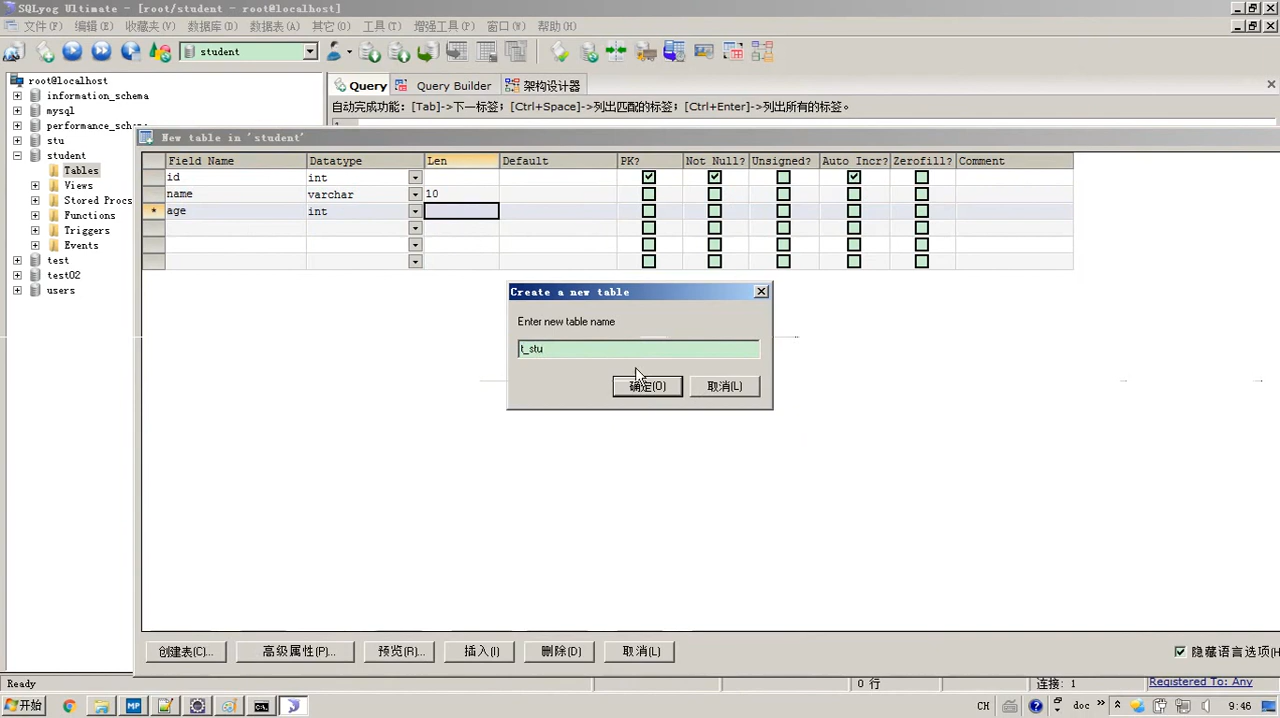 SQLyog Ultimate - [root/student - root@localhost]
文件(F) 编辑(E) 收藏夹(V) 数据库(D) 数据表(A) 其它(O) 工具(T) 增强工具(P) 窗口(W) 帮助(H)
student
root@localhost
information_schema
mysql
performance_schema
stu
student
Tables
Views
Stored Procs
Functions
Triggers
Events
test
test02
users
Query Query Builder 架构设计器
自动完成功能: [Tab]->下一标签; [Ctrl+Space]->列出匹配的标签; [Ctrl+Enter]->列出所有的标签。
New table in 'student'
Field Name Datatype Len Default PK? Not Null? Unsigned? Auto Incr? Zerofill? Comment
id int
name varchar 10
* age int
Create a new table
Enter new table name
t_stu
确定(O) 取消(L)
创建表(C)... 高级属性(P)... 预览(R)... 插入(I) 删除(D) 取消(L) 隐藏语言选项(H
Ready 0 行 连接: 1 Registered To: Any
开始 MP CH doc 9:46